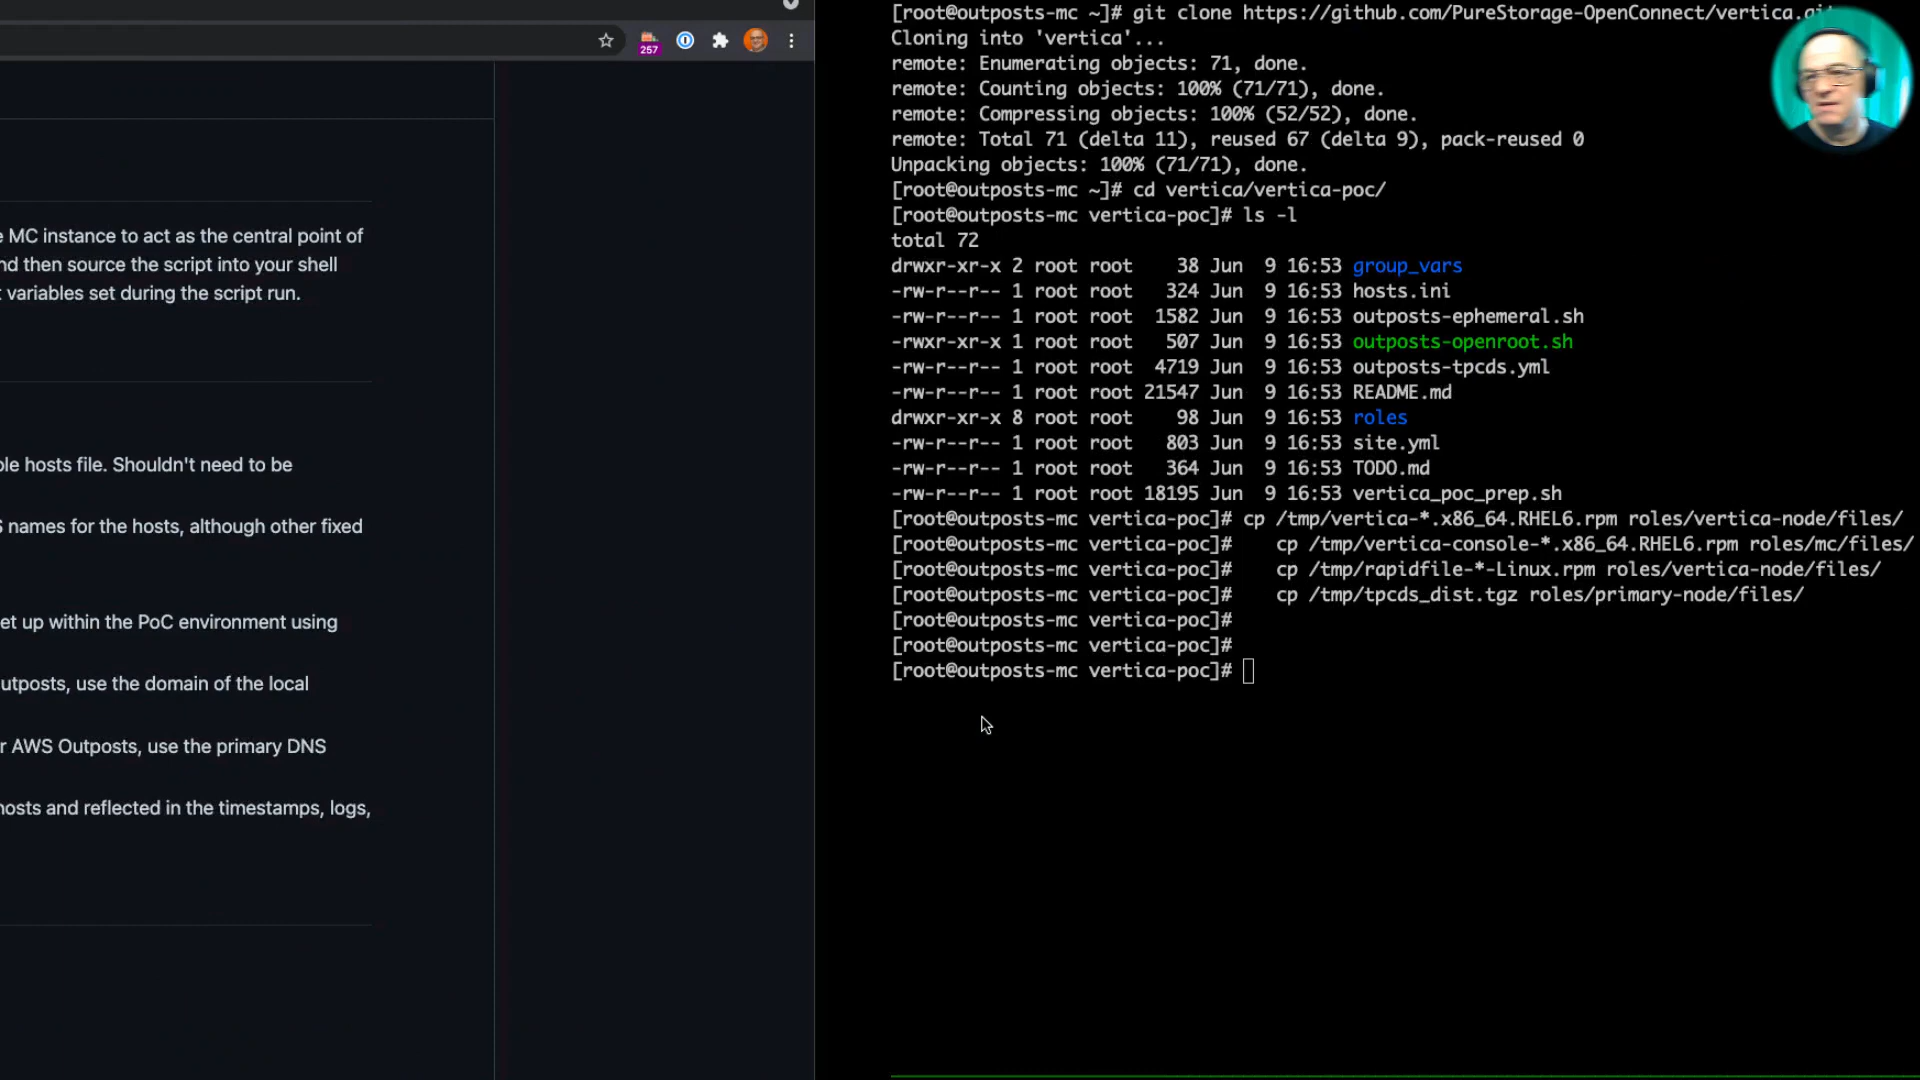 257
e MC instance to act as the central point of
nd then source the script into your shell
t variables set during the script run.
ole hosts file. Shouldn't need to be
S names for the hosts, although other fixed
et up within the PoC environment using
utposts, use the domain of the local
r AWS Outposts, use the primary DNS
hosts and reflected in the timestamps, logs,
[root@outposts-mc ~]# git clone https://github.com/PureStorage-OpenConnect/vertica.git
Cloning into 'vertica'...
remote: Enumerating objects: 71, done.
remote: Counting objects: 100% (71/71), done.
remote: Compressing objects: 100% (52/52), done.
remote: Total 71 (delta 11), reused 67 (delta 9), pack-reused 0
Unpacking objects: 100% (71/71), done.
[root@outposts-mc ~]# cd vertica/vertica-poc/
[root@outposts-mc vertica-poc]# ls -l
total 72
drwxr-xr-x 2 root root    38 Jun  9 16:53 group_vars
-rw-r--r-- 1 root root   324 Jun  9 16:53 hosts.ini
-rw-r--r-- 1 root root  1582 Jun  9 16:53 outposts-ephemeral.sh
-rwxr-xr-x 1 root root   507 Jun  9 16:53 outposts-openroot.sh
-rw-r--r-- 1 root root  4719 Jun  9 16:53 outposts-tpcds.yml
-rw-r--r-- 1 root root 21547 Jun  9 16:53 README.md
drwxr-xr-x 8 root root    98 Jun  9 16:53 roles
-rw-r--r-- 1 root root   803 Jun  9 16:53 site.yml
-rw-r--r-- 1 root root   364 Jun  9 16:53 TODO.md
-rw-r--r-- 1 root root 18195 Jun  9 16:53 vertica_poc_prep.sh
[root@outposts-mc vertica-poc]# cp /tmp/vertica-*.x86_64.RHEL6.rpm roles/vertica-node/files/
[root@outposts-mc vertica-poc]#    cp /tmp/vertica-console-*.x86_64.RHEL6.rpm roles/mc/files/
[root@outposts-mc vertica-poc]#    cp /tmp/rapidfile-*-Linux.rpm roles/vertica-node/files/
[root@outposts-mc vertica-poc]#    cp /tmp/tpcds_dist.tgz roles/primary-node/files/
[root@outposts-mc vertica-poc]#
[root@outposts-mc vertica-poc]#
[root@outposts-mc vertica-poc]#